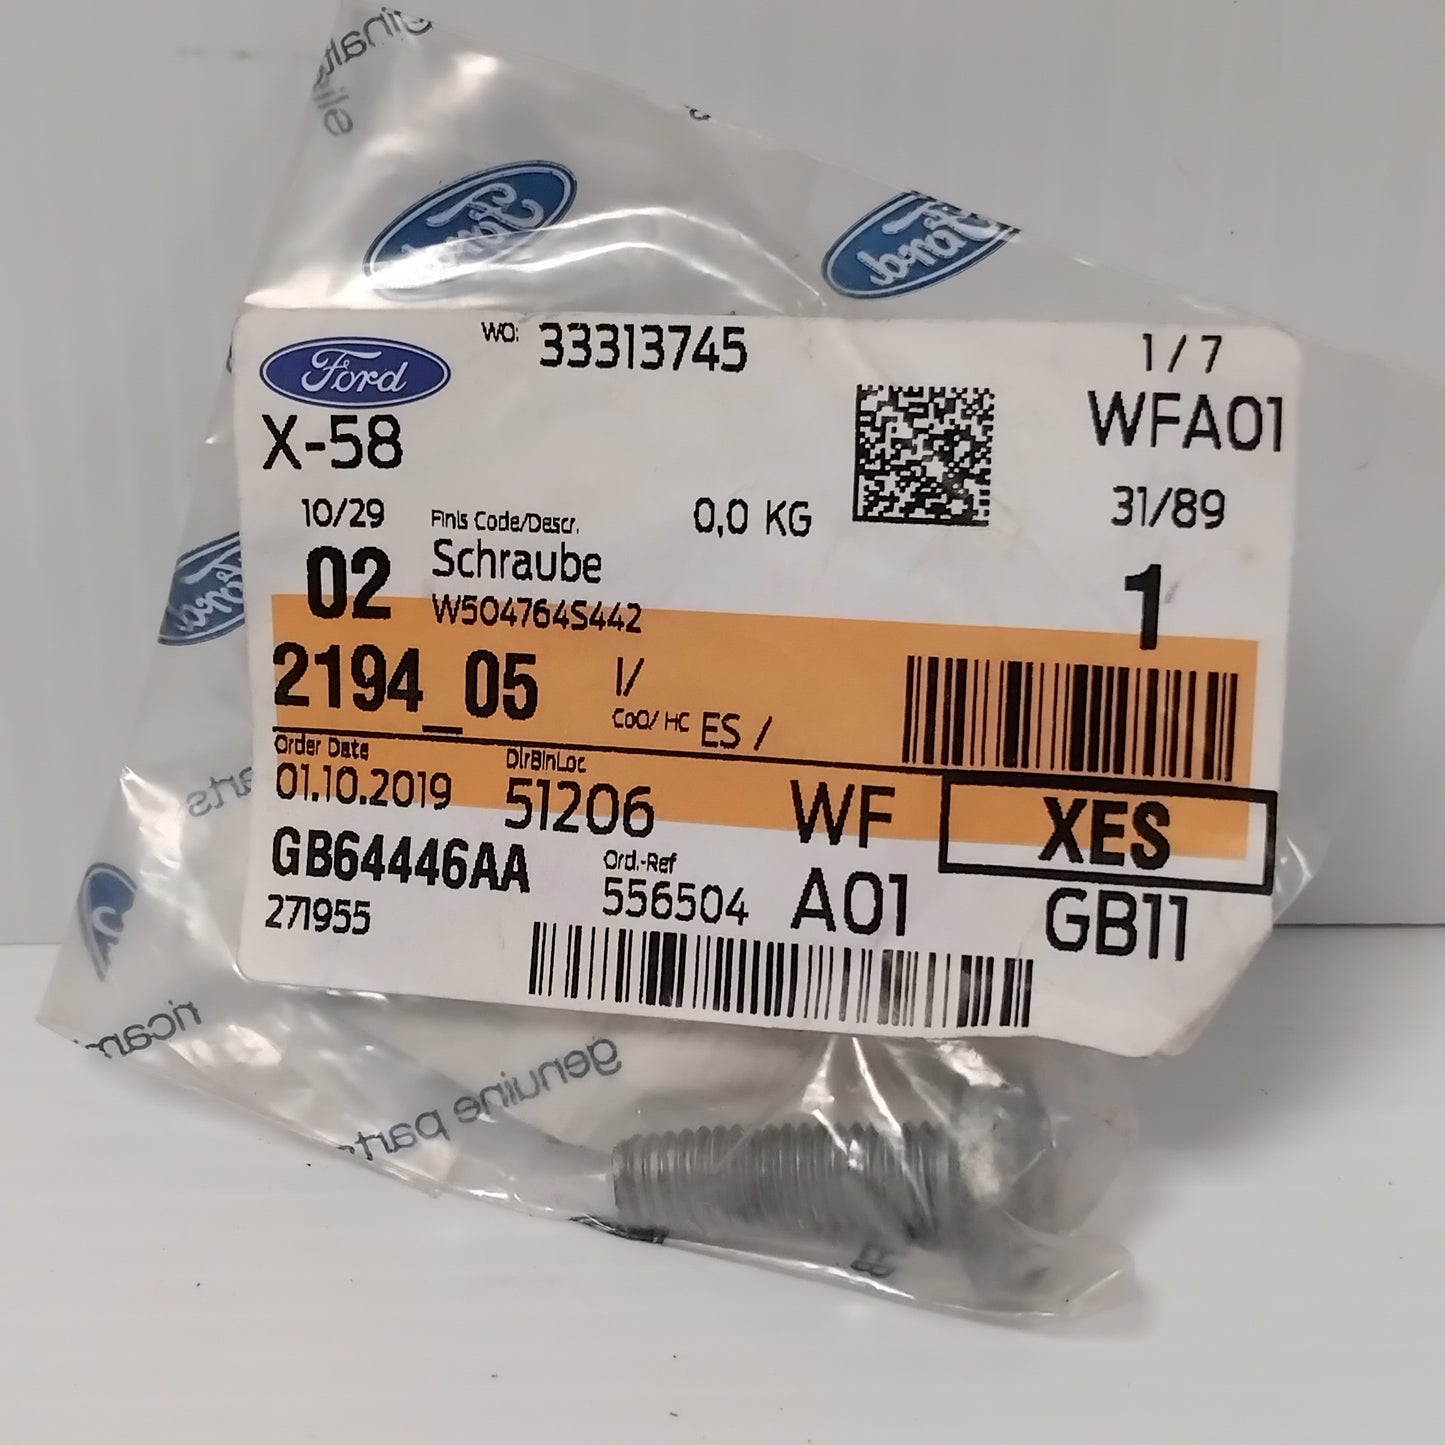 Ford
WO: 33313745
1 / 7
X-58
WFA01
10/29
Finis Code/Descr.
0,0 KG
31/89
02
Schraube
1
W504764S442
2194_05
I/
CoO/ HC ES /
Order Date
DlrBinLoc
01.10.2019
51206
WF
XES
GB64446AA
Ord.-Ref
271955
556504
A01
GB11
Ford
Ford
Ford
genuine parts